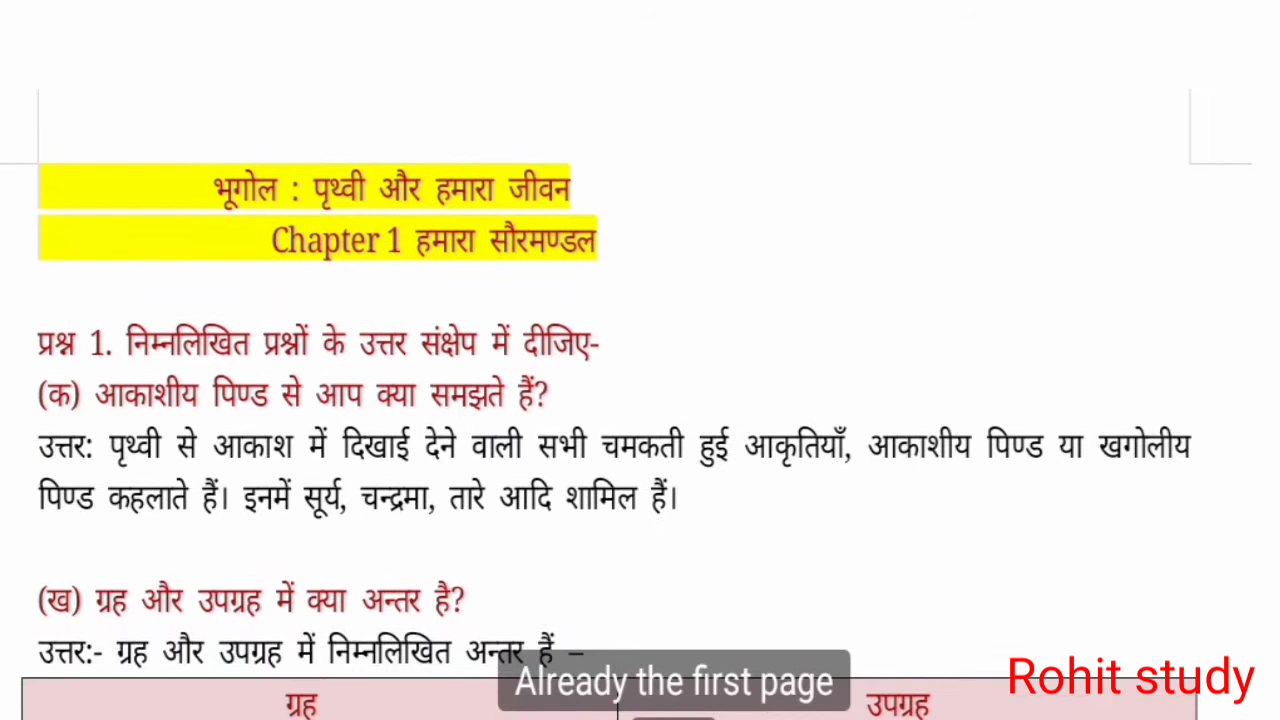 भूगोल : पृथ्वी और हमारा जीवन
Chapter 1 हमारा सौरमण्डल
प्रश्न 1. निम्नलिखित प्रश्नों के उत्तर संक्षेप में दीजिए-
(क) आकाशीय पिण्ड से आप क्या समझते हैं?
उत्तर: पृथ्वी से आकाश में दिखाई देने वाली सभी चमकती हुई आकृतियाँ, आकाशीय पिण्ड या खगोलीय
पिण्ड कहलाते हैं। इनमें सूर्य, चन्द्रमा, तारे आदि शामिल हैं।
(ख) ग्रह और उपग्रह में क्या अन्तर है?
उत्तर:- ग्रह और उपग्रह में निम्नलिखित अन्तर हैं –
Already the first page
Rohit study
ग्रह उपग्रह